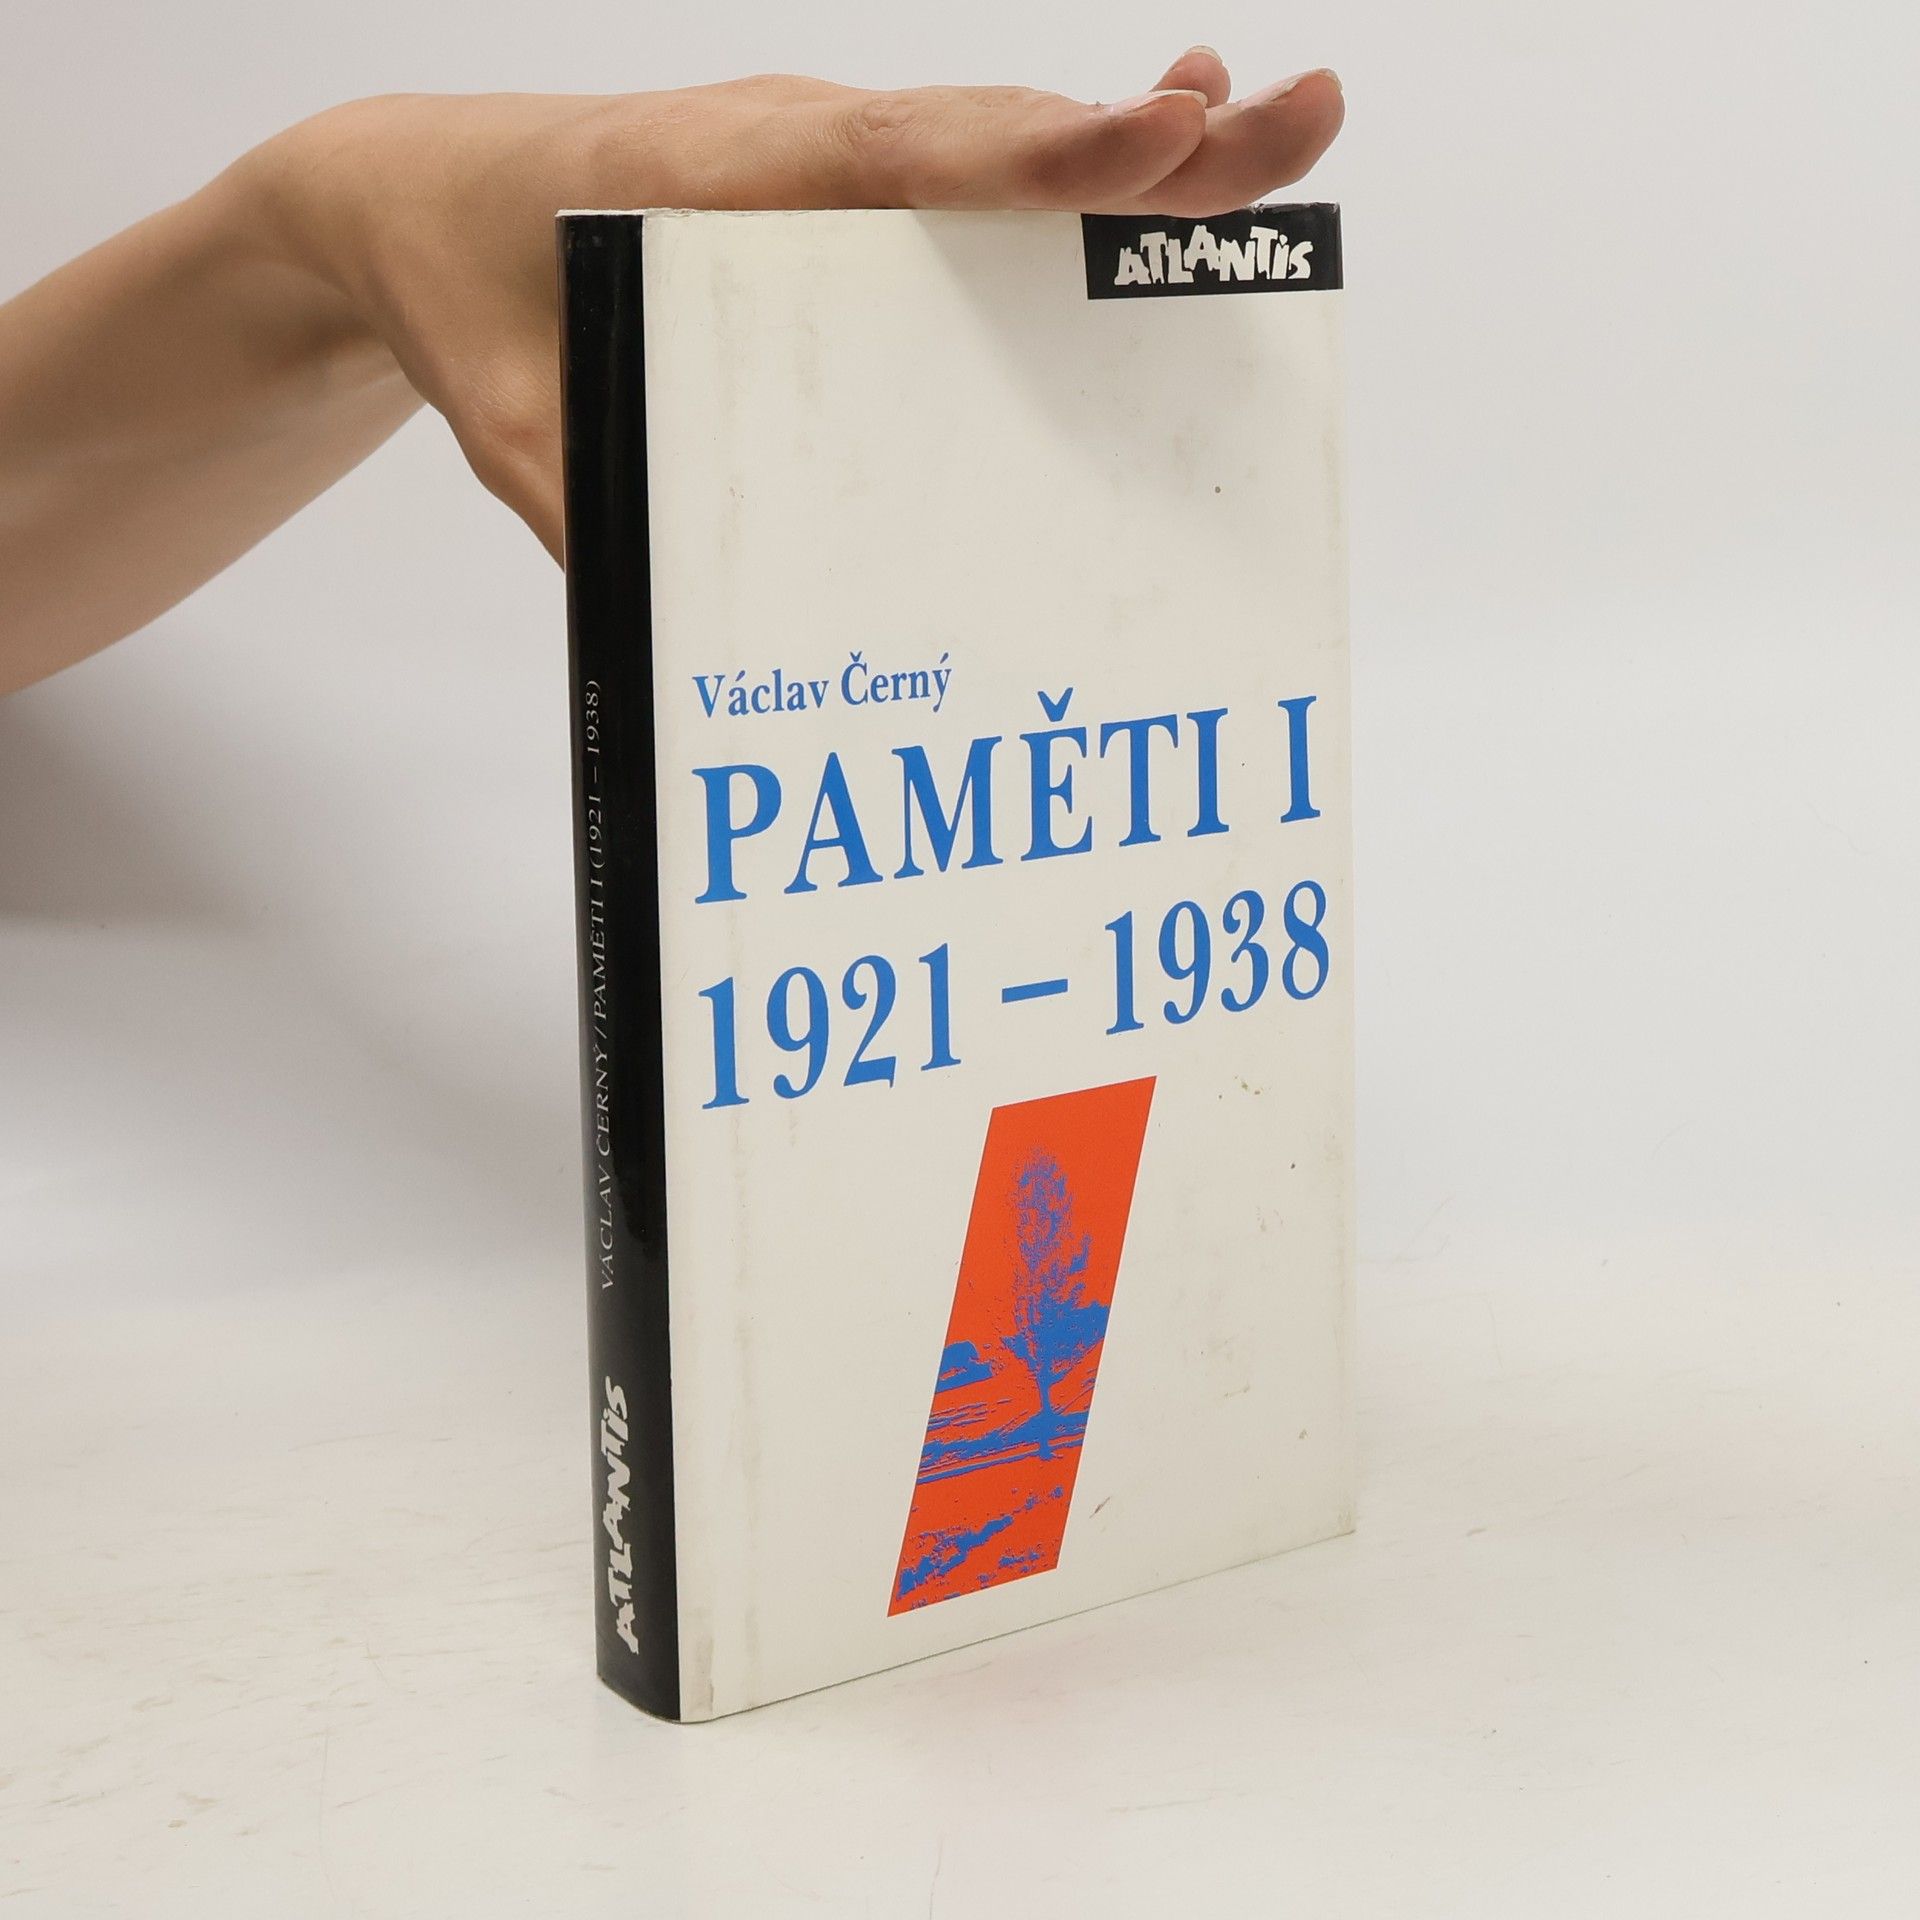 ATLANTIS
Václav Černý
PAMĚTI I
1921 – 1938
VÁCLAV ČERNÝ / PAMĚTI I (1921 – 1938)
ATLANTIS